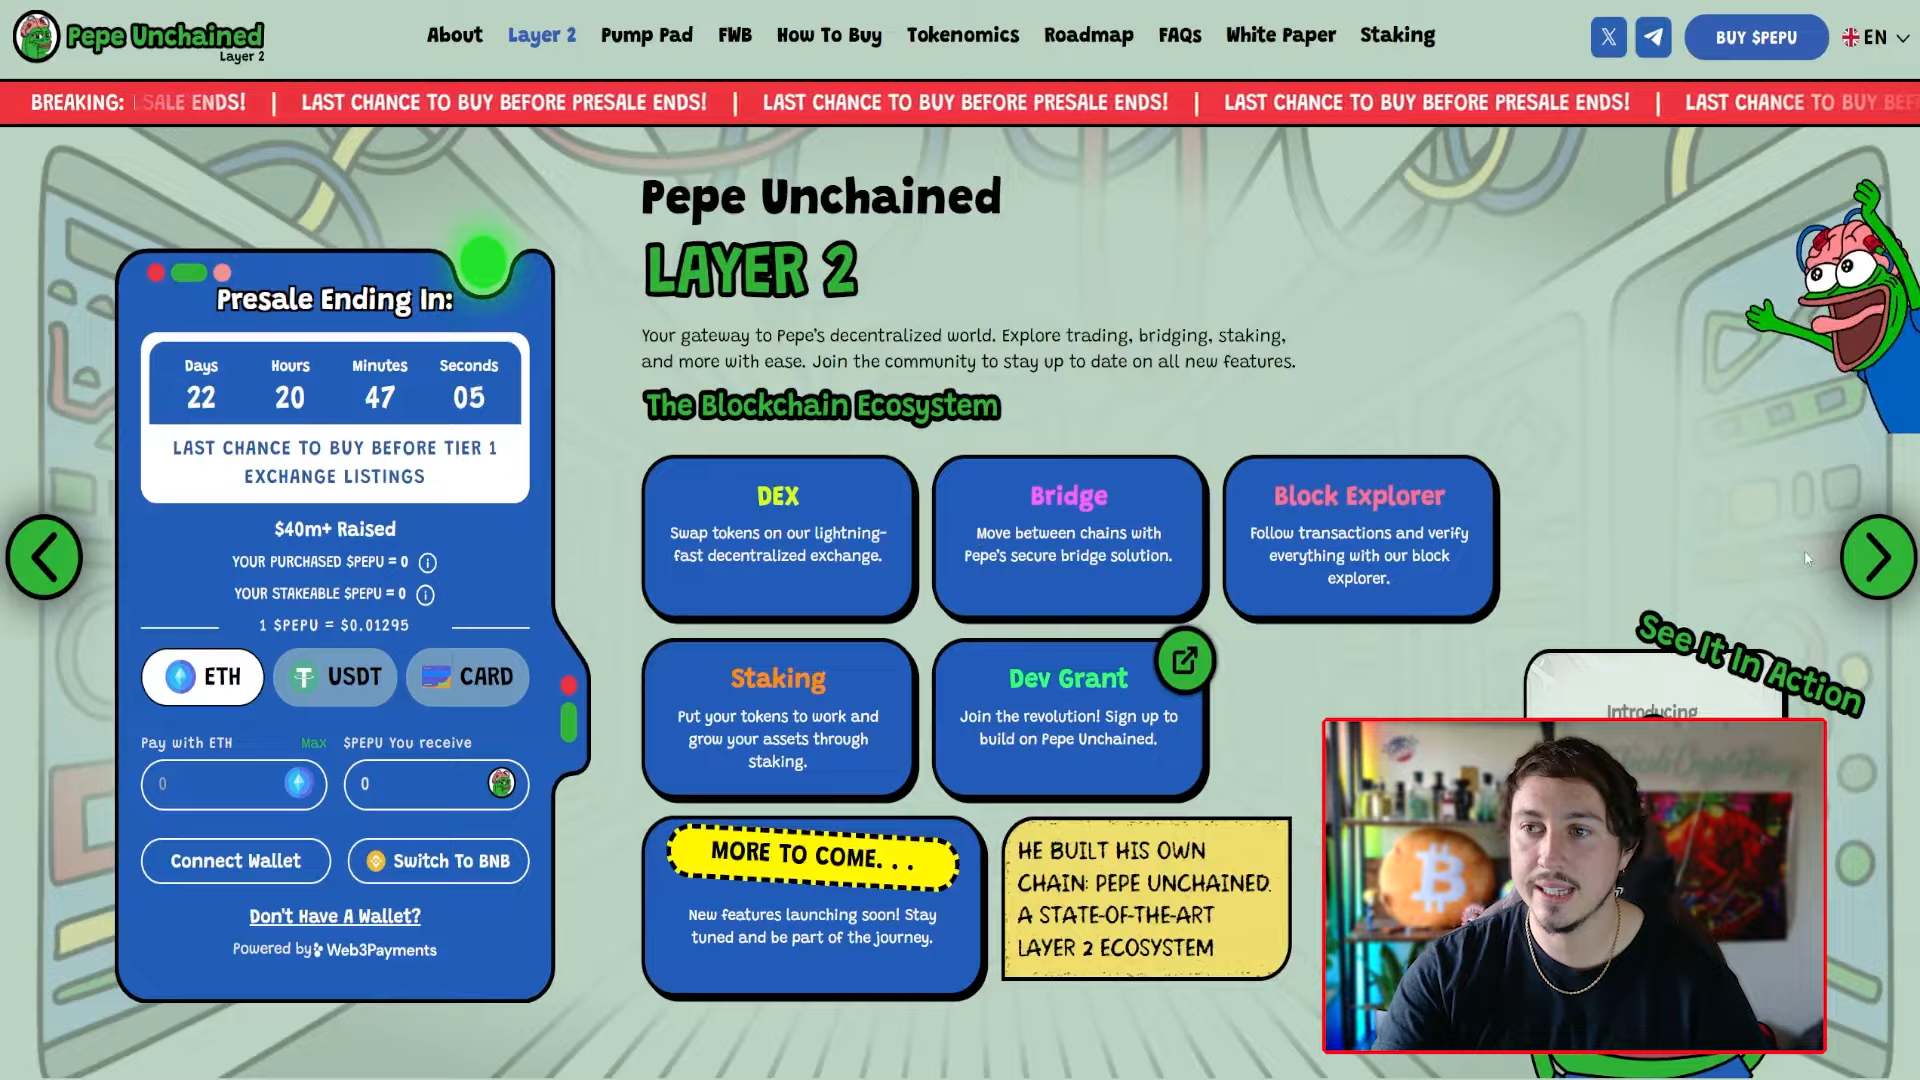 Pepe Unchained
Layer 2
About Layer 2 Pump Pad FWB How To Buy Tokenomics Roadmap FAQs White Paper Staking
BUY $PEPU
EN
BREAKING: SALE ENDS! | LAST CHANCE TO BUY BEFORE PRESALE ENDS! | LAST CHANCE TO BUY BEFORE PRESALE ENDS! | LAST CHANCE TO BUY BEFORE PRESALE ENDS! | LAST CHANCE TO BUY BEF
Presale Ending In:
Days Hours Minutes Seconds
22 20 47 05
LAST CHANCE TO BUY BEFORE TIER 1
EXCHANGE LISTINGS
$40m+ Raised
YOUR PURCHASED $PEPU = 0
YOUR STAKEABLE $PEPU = 0
1 $PEPU = $0.01295
ETH USDT CARD
Pay with ETH Max $PEPU You receive
0 0
Connect Wallet Switch To BNB
Don't Have A Wallet?
Powered by Web3Payments
Pepe Unchained
LAYER 2
Your gateway to Pepe's decentralized world. Explore trading, bridging, staking,
and more with ease. Join the community to stay up to date on all new features.
The Blockchain Ecosystem
DEX
Swap tokens on our lightning-
fast decentralized exchange.
Bridge
Move between chains with
Pepe's secure bridge solution.
Block Explorer
Follow transactions and verify
everything with our block
explorer.
Staking
Put your tokens to work and
grow your assets through
staking.
Dev Grant
Join the revolution! Sign up to
build on Pepe Unchained.
MORE TO COME. . .
New features launching soon! Stay
tuned and be part of the journey.
HE BUILT HIS OWN
CHAIN: PEPE UNCHAINED.
A STATE-OF-THE-ART
LAYER 2 ECOSYSTEM
See It In Action
Introducing